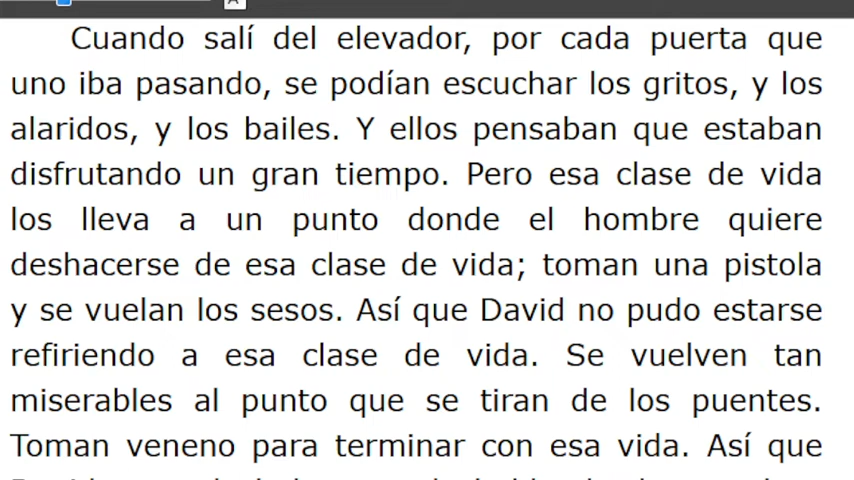 Cuando salí del elevador, por cada puerta que
uno iba pasando, se podían escuchar los gritos, y los
alaridos, y los bailes. Y ellos pensaban que estaban
disfrutando un gran tiempo. Pero esa clase de vida
los lleva a un punto donde el hombre quiere
deshacerse de esa clase de vida; toman una pistola
y se vuelan los sesos. Así que David no pudo estarse
refiriendo a esa clase de vida. Se vuelven tan
miserables al punto que se tiran de los puentes.
Toman veneno para terminar con esa vida. Así que